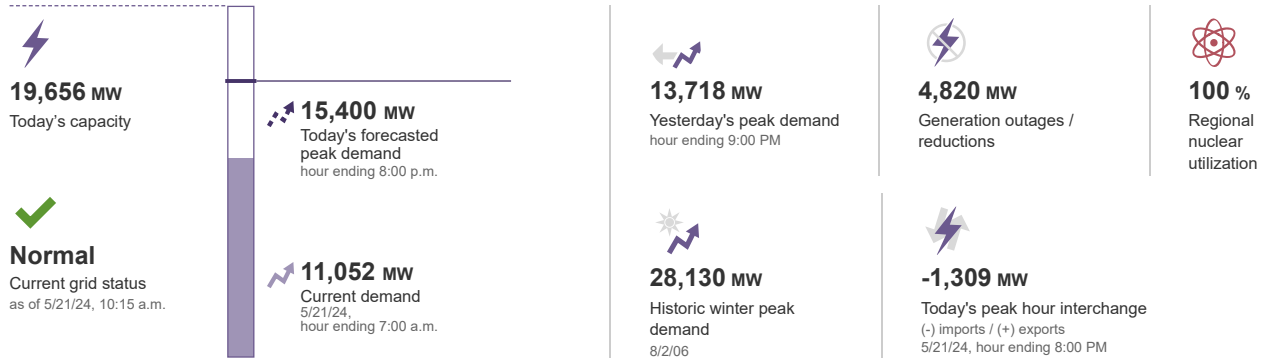 19,656 MW
Today's capacity
Normal
Current grid status
as of 5/21/24, 10:15 a.m.
15,400 MW
Today's forecasted
peak demand
hour ending 8:00 p.m.
11,052 MW
Current demand
5/21/24,
hour ending 7:00 a.m.
13,718 MW
Yesterday's peak demand
hour ending 9:00 PM
4,820 MW
Generation outages /
reductions
100 %
Regional
nuclear
utilization
28,130 MW
Historic winter peak
demand
8/2/06
-1,309 MW
Today's peak hour interchange
(-) imports / (+) exports
5/21/24, hour ending 8:00 PM